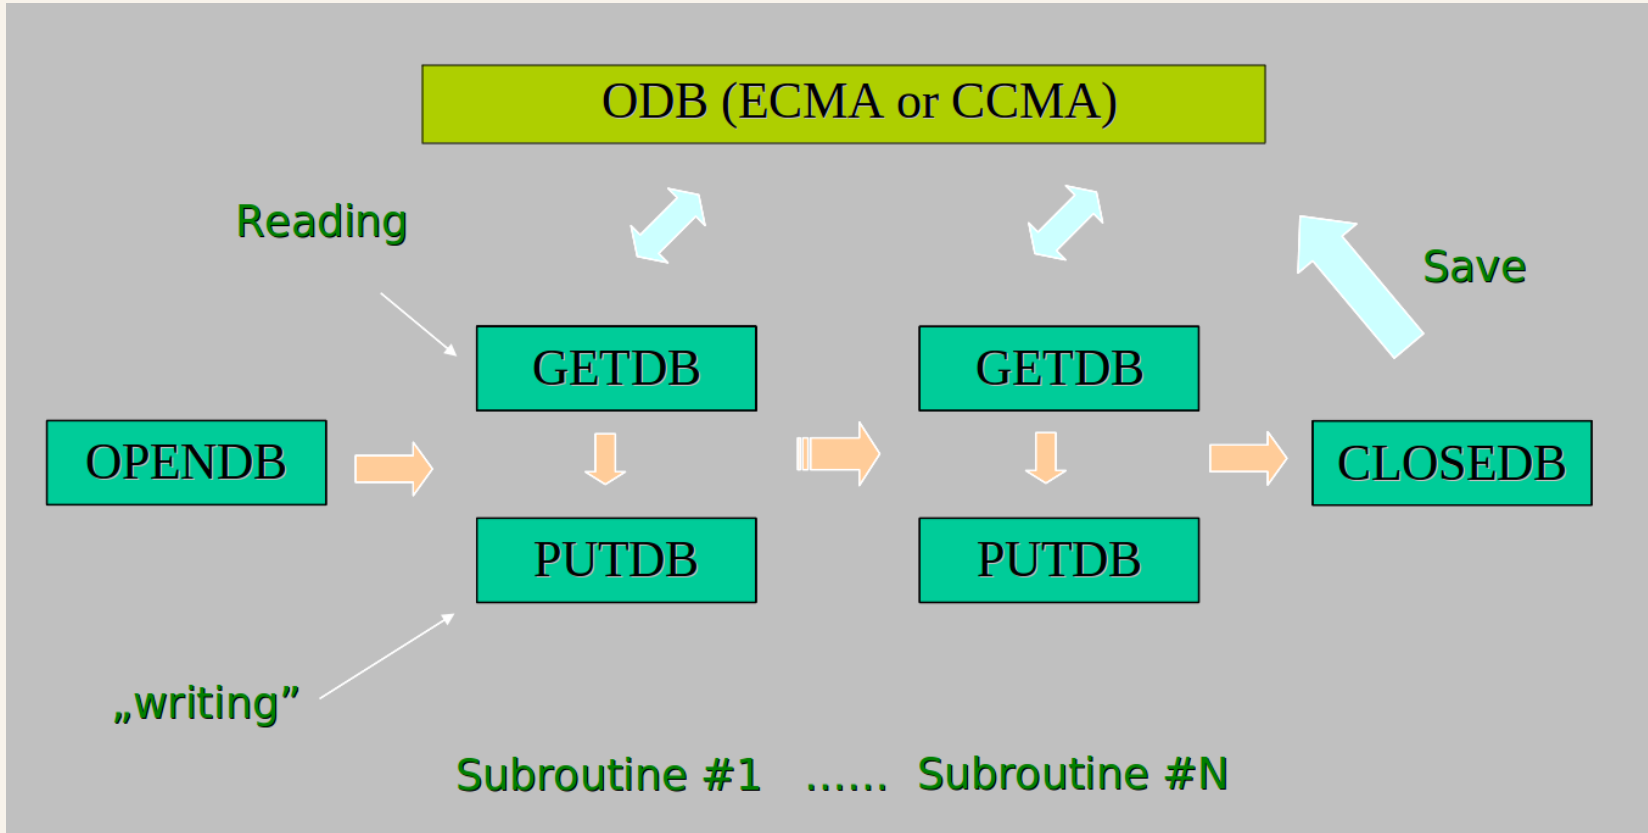 ODB (ECMA or CCMA)
Reading
Save
GETDB
GETDB
OPENDB
CLOSEDB
PUTDB
PUTDB
„writing”
Subroutine #1 ...... Subroutine #N